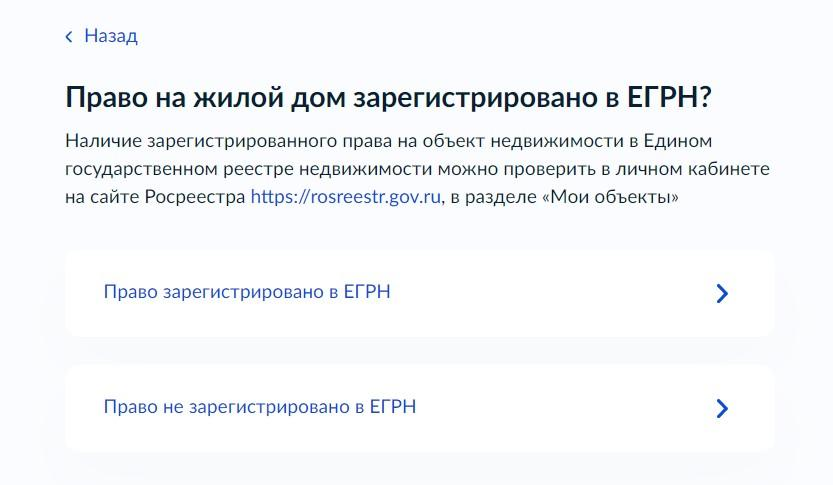 Назад
Право на жилой дом зарегистрировано в ЕГРН?
Наличие зарегистрированного права на объект недвижимости в Едином
государственном реестре недвижимости можно проверить в личном кабинете
на сайте Росреестра https://rosreestr.gov.ru, в разделе «Мои объекты»
Право зарегистрировано в ЕГРН
Право не зарегистрировано в ЕГРН